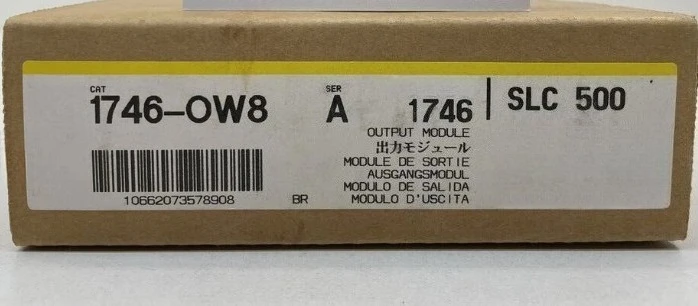 CAT
1746-OW8
SER
A
1746
SLC 500
OUTPUT MODULE
出力モジュール
MODULE DE SORTIE
AUSGANGSMODUL
MODULO DE SALIDA
MODULO D'USCITA
10662073578908
BR